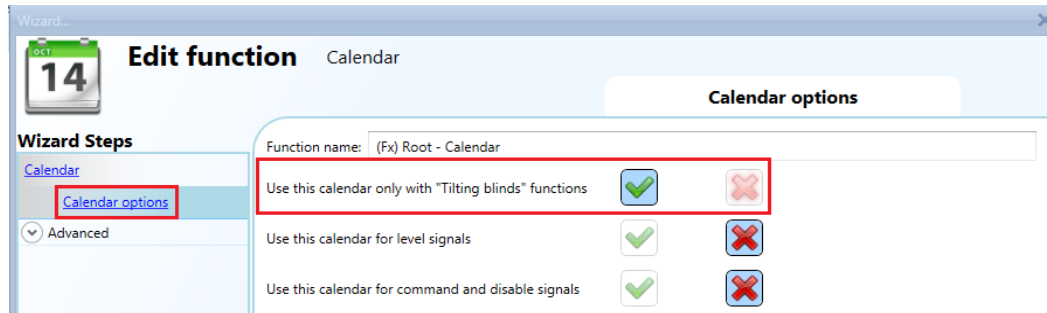 Wizard...
OCT
14
Edit function Calendar
Calendar options
Wizard Steps
Calendar
Calendar options
Advanced
Function name: (Fx) Root - Calendar
Use this calendar only with "Tilting blinds" functions
Use this calendar for level signals
Use this calendar for command and disable signals